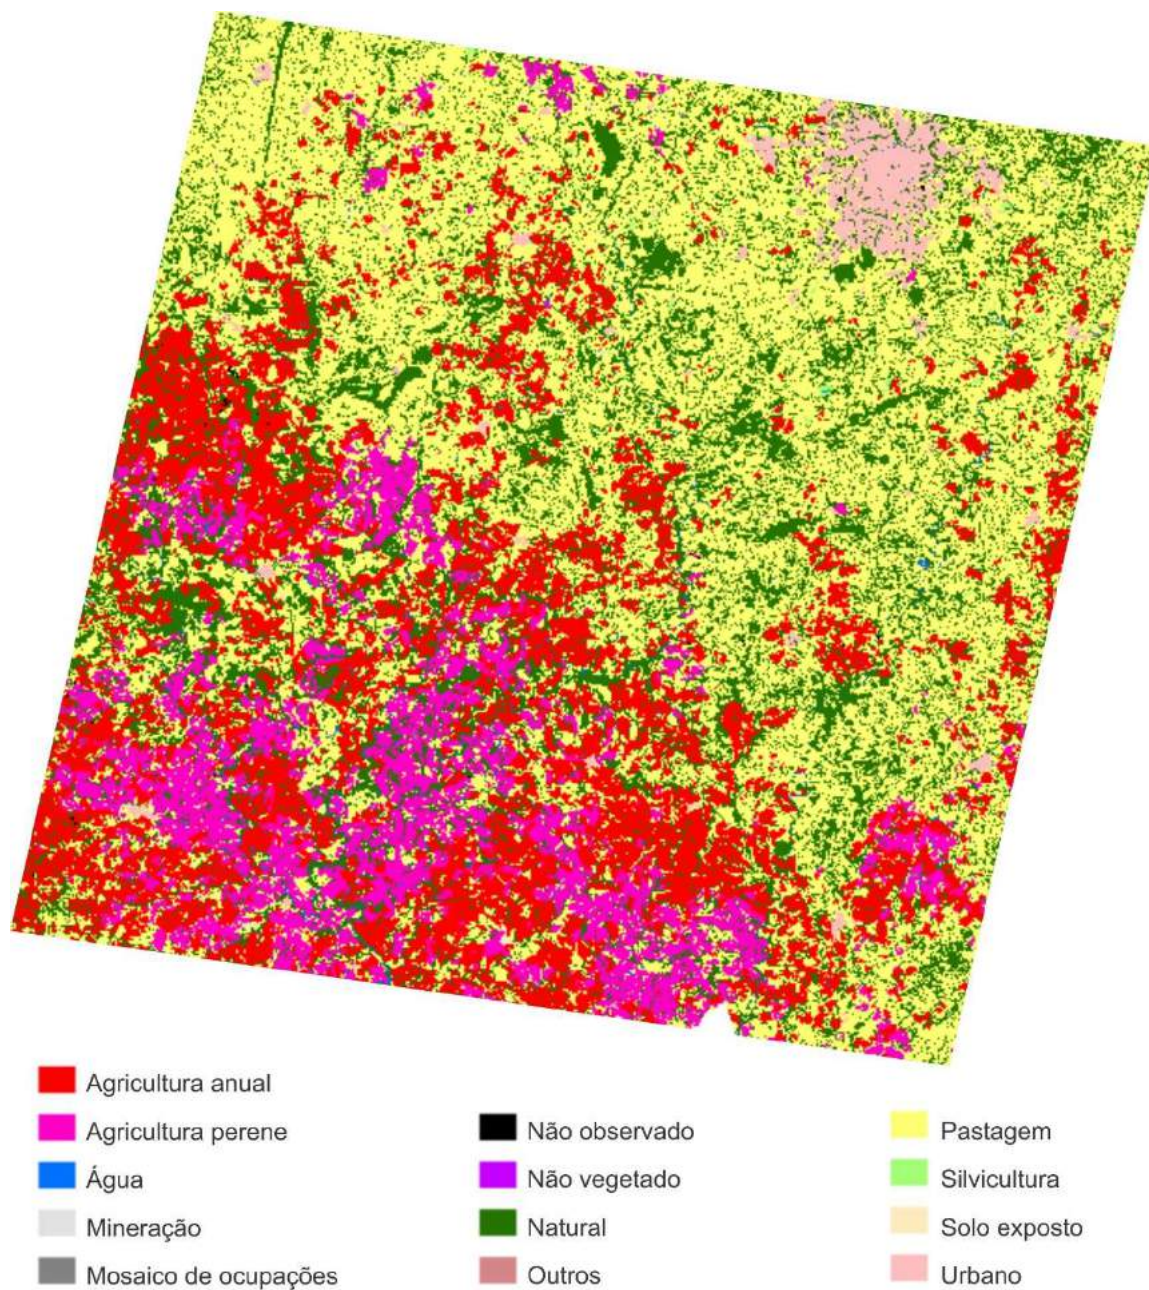 Agricultura anual
Agricultura perene
Água
Mineração
Mosaico de ocupações
Não observado
Não vegetado
Natural
Outros
Pastagem
Silvicultura
Solo exposto
Urbano